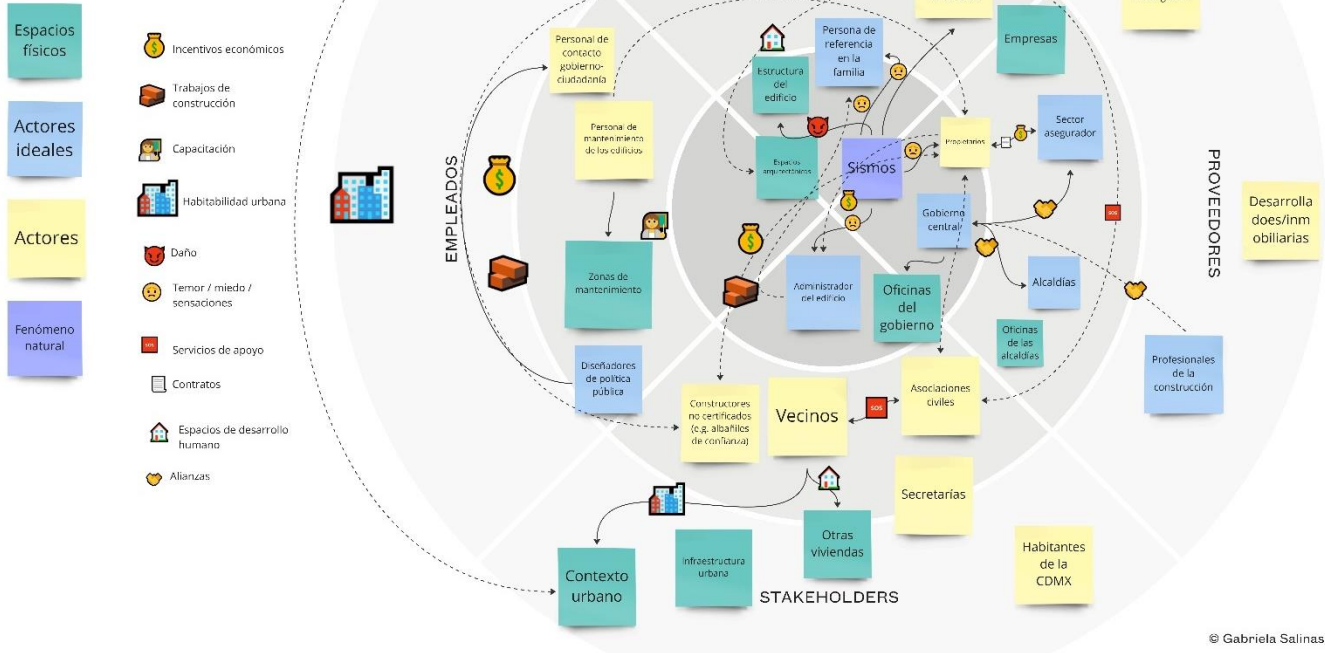 Espacios
físicos
Actores
ideales
Actores
Fenómeno
natural
Incentivos económicos
Trabajos de
construcción
Capacitación
Habitabilidad urbana
Daño
Temor / miedo /
sensaciones
Servicios de apoyo
Contratos
Espacios de desarrollo
humano
Alianzas
EMPLEADOS
Personal de
contacto
gobierno-
ciudadanía
Personal de
mantenimiento
de los edificios
Zonas de
mantenimiento
Diseñadores
de política
pública
Estructura
del
edificio
Persona de
referencia
en la
familia
Espacios
arquitectónicos
Sismos
Propietarios
Empresas
Sector
asegurador
Gobierno
central
Administrador
del edificio
Oficinas
del
gobierno
Alcaldías
Oficinas
de las
alcaldías
SOS
PROVEEDORES
Desarrolla
does/inm
obiliarias
Profesionales
de la
construcción
Constructores
no certificados
(e.g. albañiles
de confianza)
Vecinos
SOS
Asociaciones
civiles
Secretarías
Contexto
urbano
Infraestructura
urbana
Otras
viviendas
STAKEHOLDERS
Habitantes
de la
CDMX
© Gabriela Salinas